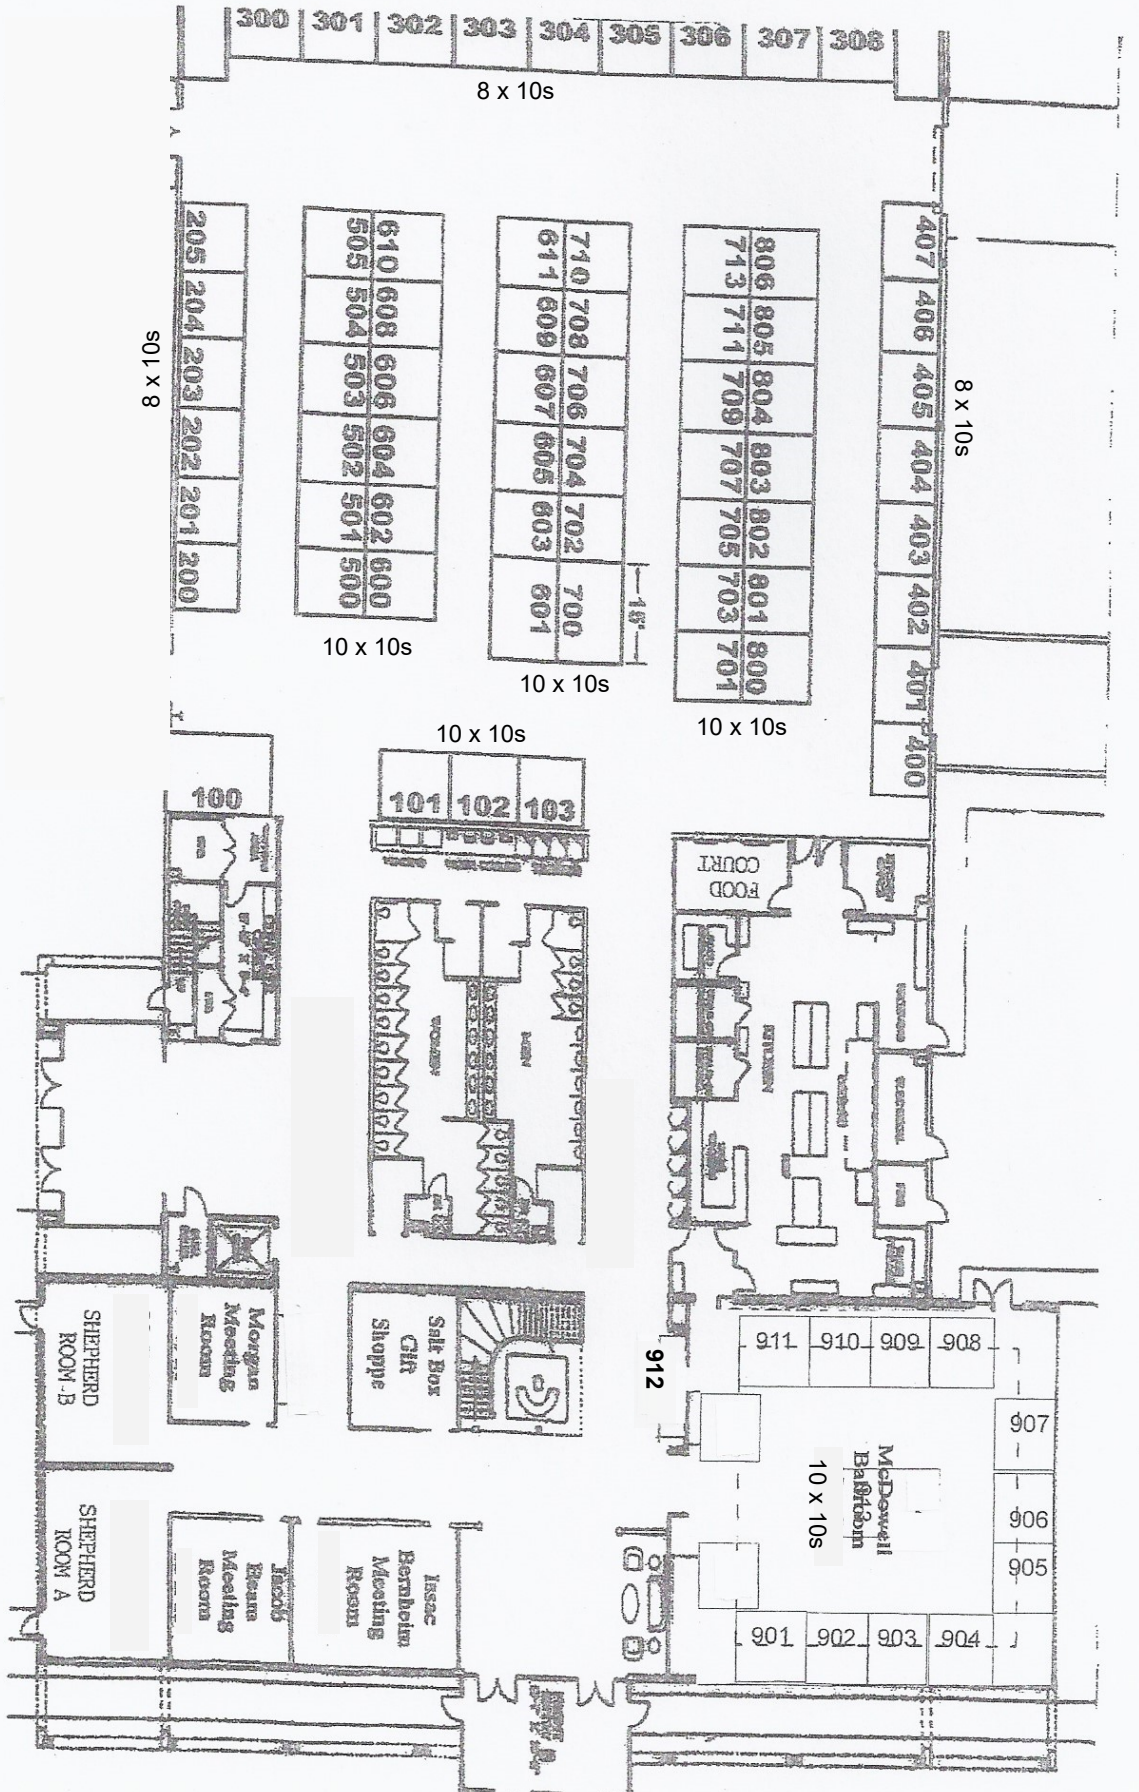 300 301 302 303 304 305 306 307 308
8 x 10s
205 204 203 202 201 200
8 x 10s
610 608 606 604 602 600
505 504 503 502 501 500
10 x 10s
710 708 706 704 702 700
611 609 607 605 603 601
10 x 10s
806 805 804 803 802 801 800
713 711 709 707 705 703 701
10 x 10s
407 406 405 404 403 402 401 400
8 x 10s
10 x 10s
100
101 102 103
FOOD
COURT
WOMEN
MEN
KITCHEN
ELECTRICAL
SHEPHERD
ROOM B
Morgan
Meeting
Room
Salt Box
Gift
Shoppe
912
911 910 909 908
907
906
905
McDowell
Ballroom
10 x 10s
901 902 903 904
SHEPHERD
ROOM A
Jacob
Beam
Meeting
Room
Issac
Bernheim
Meeting
Room